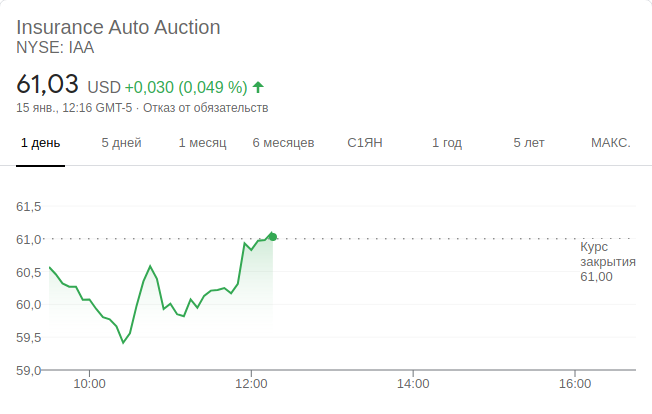 Insurance Auto Auction
NYSE: IAA
61,03 USD +0,030 (0,049 %)
15 янв., 12:16 GMT-5 · Отказ от обязательств
1 день 5 дней 1 месяц 6 месяцев С1ЯН 1 год 5 лет МАКС.
61,5
61,0
Курс
закрытия
61,00
60,5
60,0
59,5
59,0
10:00 12:00 14:00 16:00